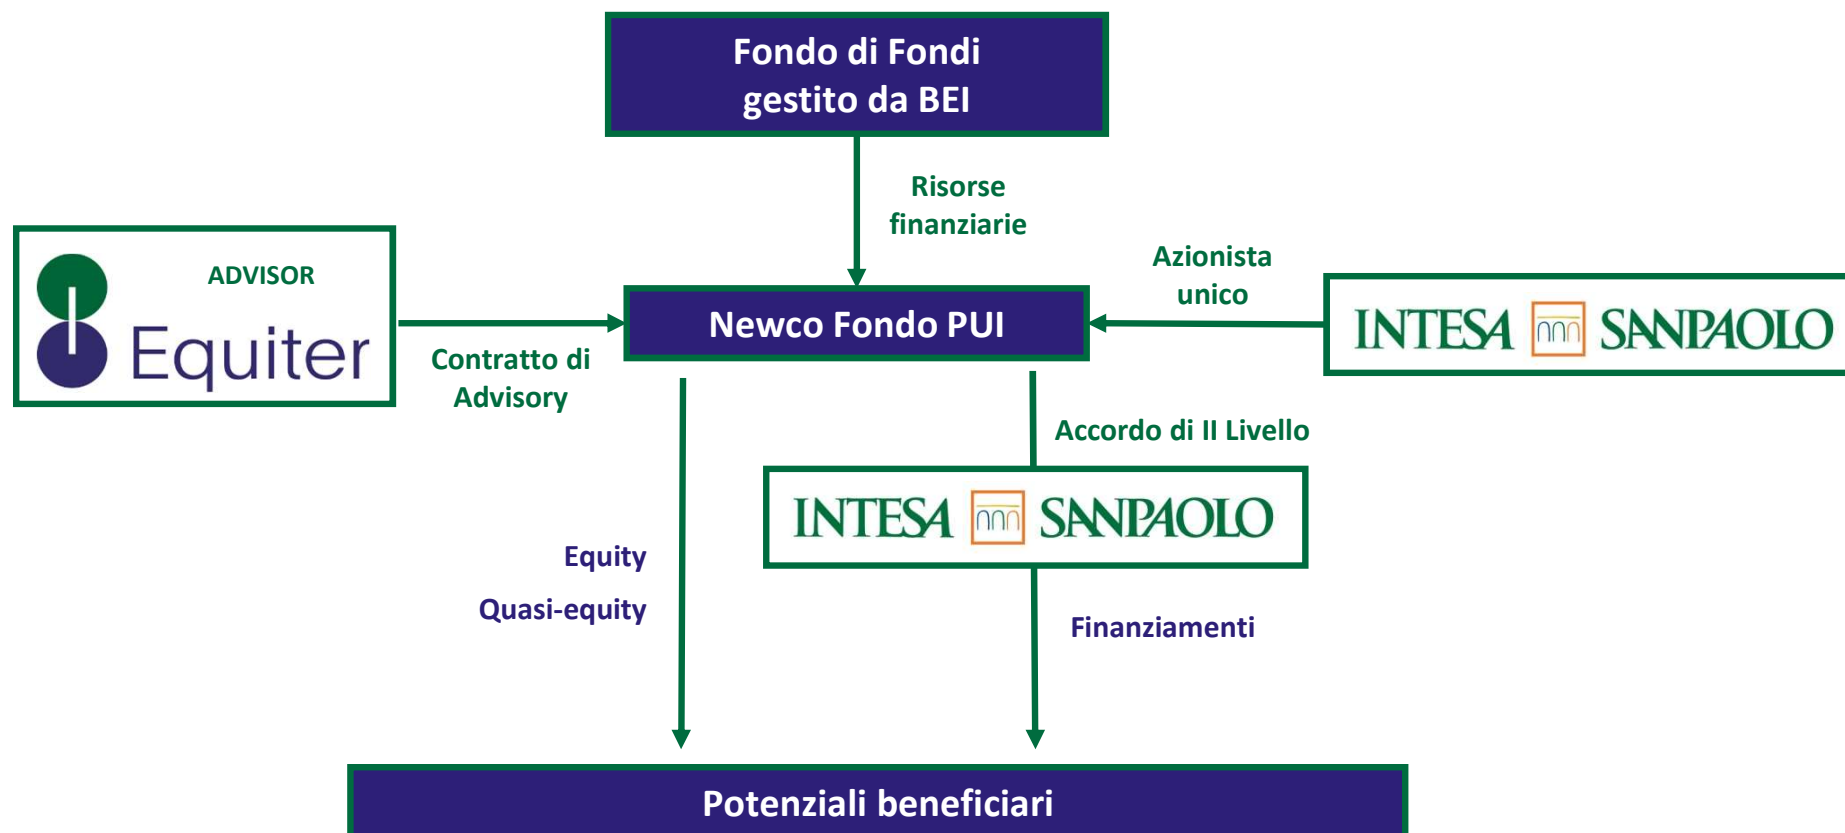 Fondo di Fondi
gestito da BEI
Risorse
finanziarie
ADVISOR
Equiter
Contratto di
Advisory
Newco Fondo PUI
Azionista
unico
INTESA SANPAOLO
Accordo di II Livello
INTESA SANPAOLO
Equity
Quasi-equity
Finanziamenti
Potenziali beneficiari